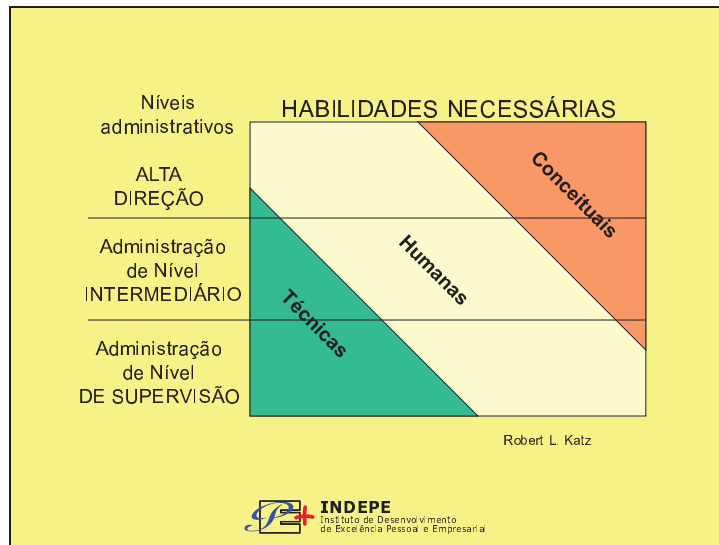 Níveis
administrativos
HABILIDADES NECESSÁRIAS
ALTA
DIREÇÃO
Conceituais
Administração
de Nível
INTERMEDIÁRIO
Humanas
Técnicas
Administração
de Nível
DE SUPERVISÃO
Robert L. Katz
INDEPE
Instituto de Desenvolvimento
de Excelência Pessoal e Empresarial